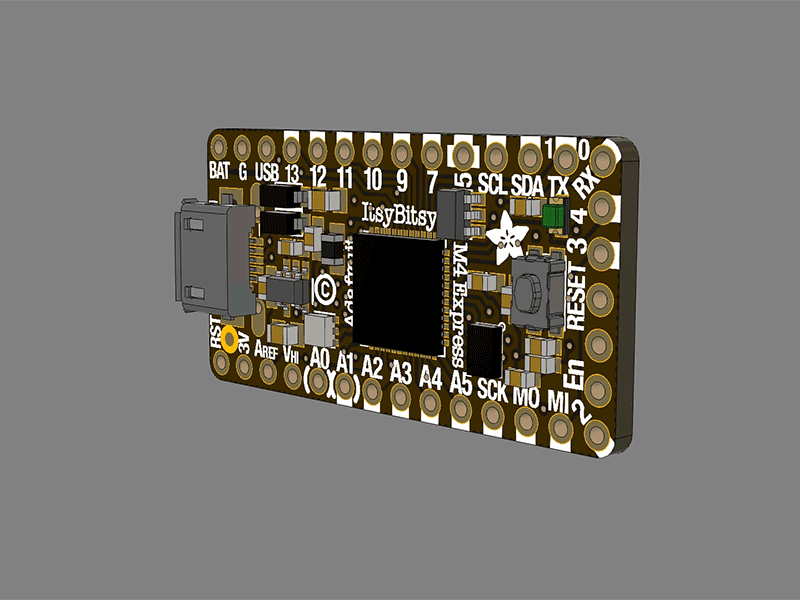 1 0
BAT G USB 13 12 11 10 9 7 5 SCL SDA TX RX
ItsyBitsy
M4 Express
Adafruit
©
4
3
RESET
En
2
RST 3V AREF VHI A0 A1 A2 A3 A4 A5 SCK MO MI
( )( )